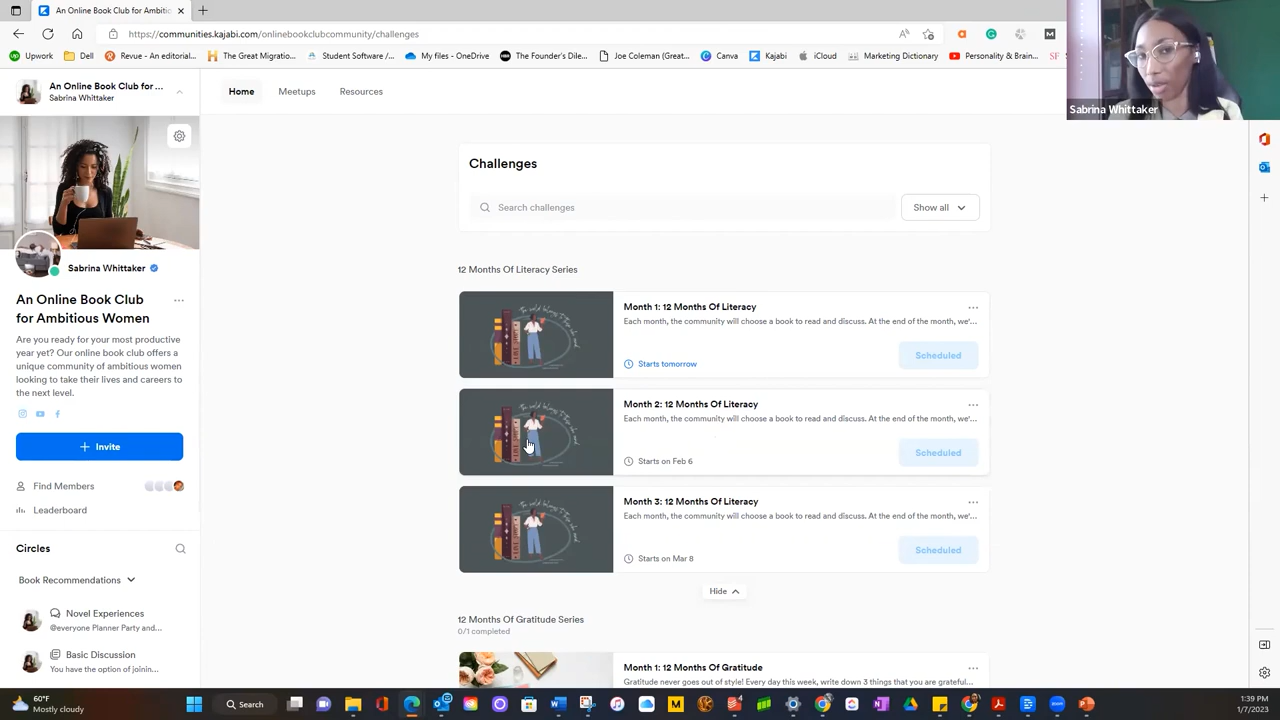 An Online Book Club for Ambitio
https://communities.kajabi.com/onlinebookclubcommunity/challenges
Upwork
Dell
Revue - An editorial...
The Great Migratio...
Student Software /...
My files - OneDrive
The Founder's Dile...
Joe Coleman (Great...
Canva
Kajabi
iCloud
Marketing Dictionary
Personality & Brain...
SF
An Online Book Club for ...
Sabrina Whittaker
Home
Meetups
Resources
Sabrina Whittaker
Challenges
Search challenges
Show all
Sabrina Whittaker
An Online Book Club
for Ambitious Women
Are you ready for your most productive
year yet? Our online book club offers a
unique community of ambitious women
looking to take their lives and careers to
the next level.
+ Invite
Find Members
Leaderboard
Circles
Book Recommendations
Novel Experiences
@everyone Planner Party and...
Basic Discussion
You have the option of joinin...
12 Months Of Literacy Series
Month 1: 12 Months Of Literacy
Each month, the community will choose a book to read and discuss. At the end of the month, we'...
Starts tomorrow
Scheduled
Month 2: 12 Months Of Literacy
Each month, the community will choose a book to read and discuss. At the end of the month, we'...
Starts on Feb 6
Scheduled
Month 3: 12 Months Of Literacy
Each month, the community will choose a book to read and discuss. At the end of the month, we'...
Starts on Mar 8
Scheduled
Hide
12 Months Of Gratitude Series
0/1 completed
Month 1: 12 Months Of Gratitude
Gratitude never goes out of style! Every day this week, write down 3 things that you are grateful...
60°F
Mostly cloudy
Search
1:39 PM
1/7/2023